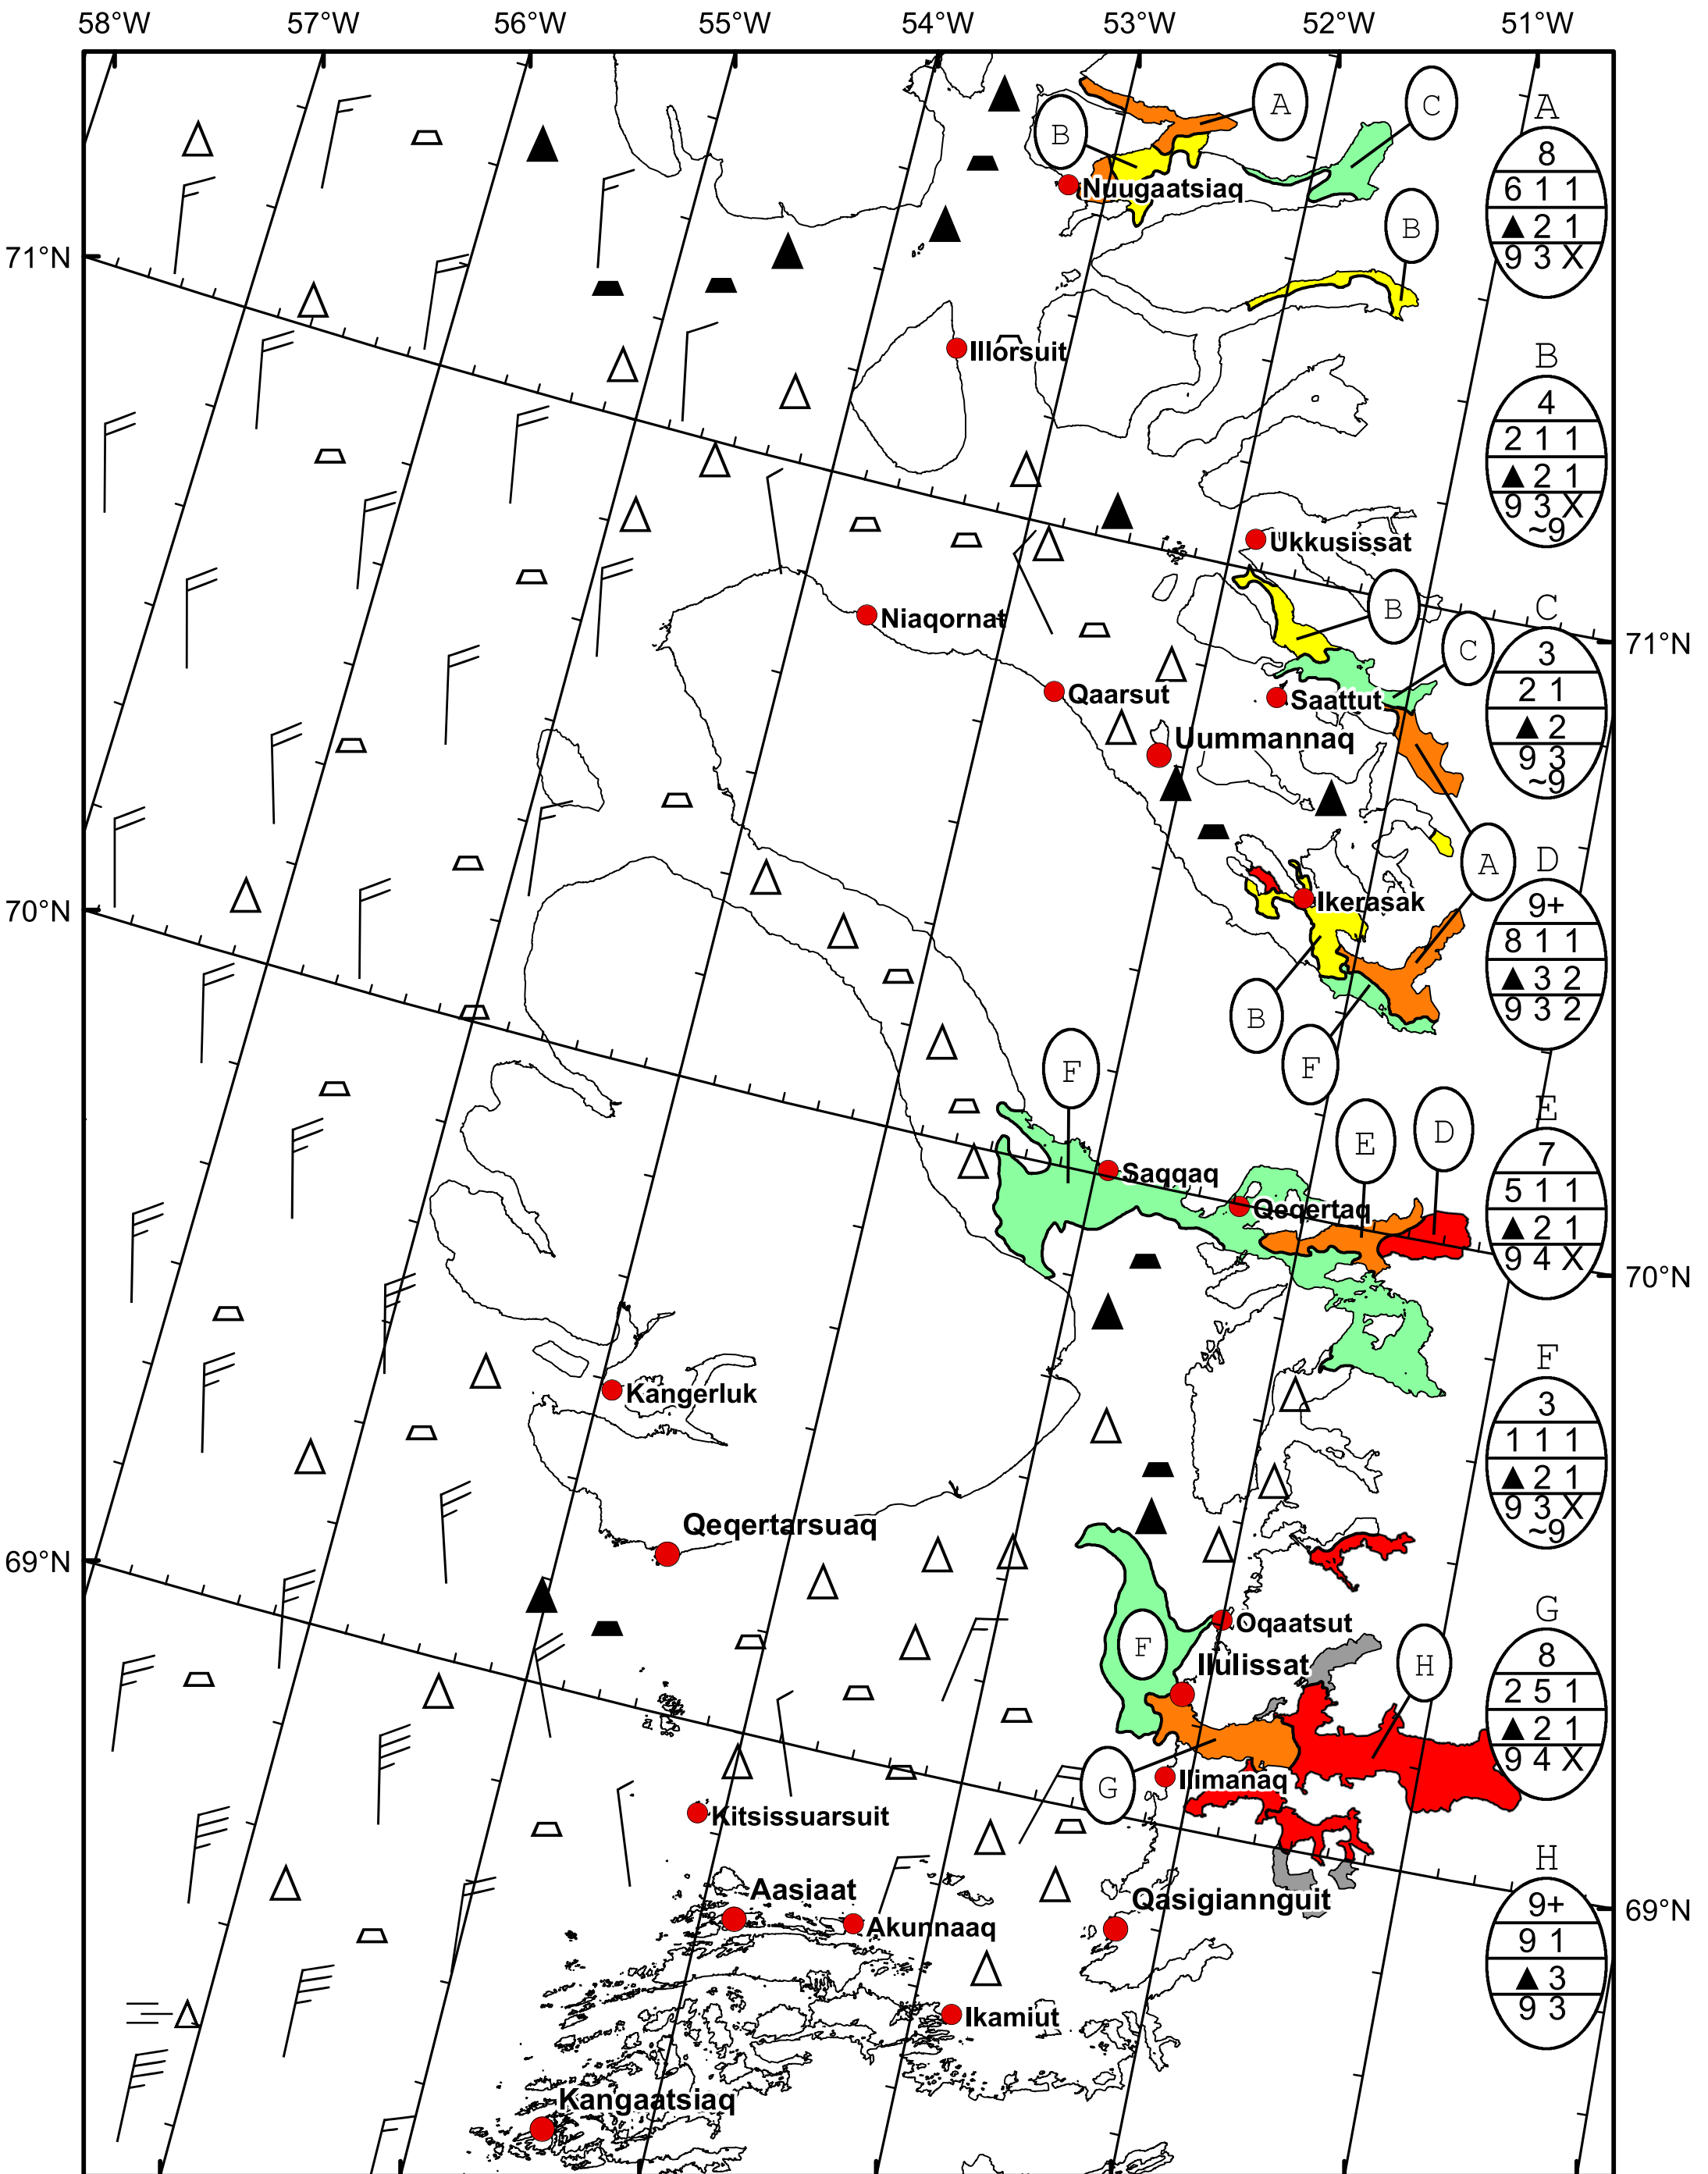 58°W 57°W 56°W 55°W 54°W 53°W 52°W 51°W
A
C
A
B
8
6 1 1
▲ 2 1
9 3 X
Nuugaatsiaq
B
71°N
Illorsuit
B
4
2 1 1
▲ 2 1
9 3 X
~9
Ukkusissat
B
C
Niaqornat
71°N
C
3
2 1
▲ 2
9 3
~9
Qaarsut
Saattut
Uummannaq
A
D
9+
8 1 1
▲ 3 2
9 3 2
Ikerasak
70°N
B
F
F
E
D
E
7
5 1 1
▲ 2 1
9 4 X
Saqqaq
Qeqertaq
70°N
F
3
1 1 1
▲ 2 1
9 3 X
~9
Kangerluk
Qeqertarsuaq
69°N
Oqaatsut
F
Ilulissat
H
G
8
2 5 1
▲ 2 1
9 4 X
G
Ilimanaq
Kitsissuarsuit
H
9+
9 1
▲ 3
9 3
Aasiaat
Qasigiannguit
69°N
Akunnaaq
Ikamiut
Kangaatsiaq